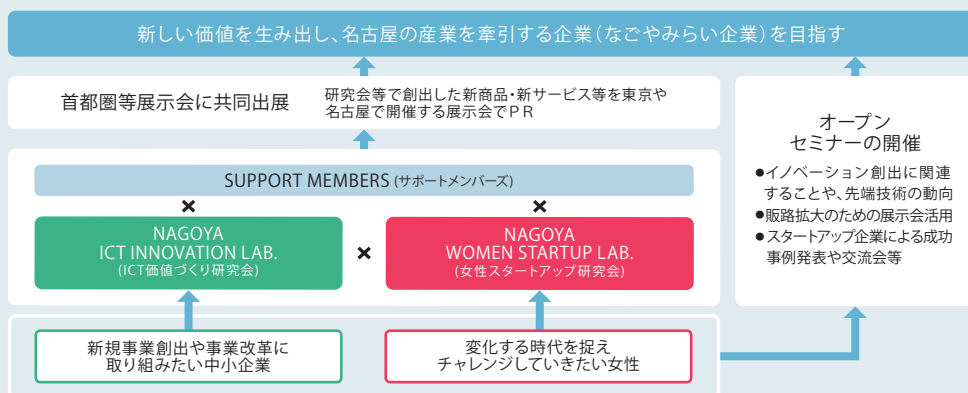 新しい価値を生み出し、名古屋の産業を牽引する企業(なごやみらい企業)を目指す
首都圏等展示会に共同出展
研究会等で創出した新商品・新サービス等を東京や
名古屋で開催する展示会でPR
SUPPORT MEMBERS (サポートメンバーズ)
× ×
NAGOYA
ICT INNOVATION LAB.
(ICT価値づくり研究会)
×
NAGOYA
WOMEN STARTUP LAB.
(女性スタートアップ研究会)
新規事業創出や事業改革に
取り組みたい中小企業
変化する時代を捉え
チャレンジしていきたい女性
オープン
セミナーの開催
●イノベーション創出に関連
することや、先端技術の動向
●販路拡大のための展示会活用
●スタートアップ企業による成功
事例発表や交流会等